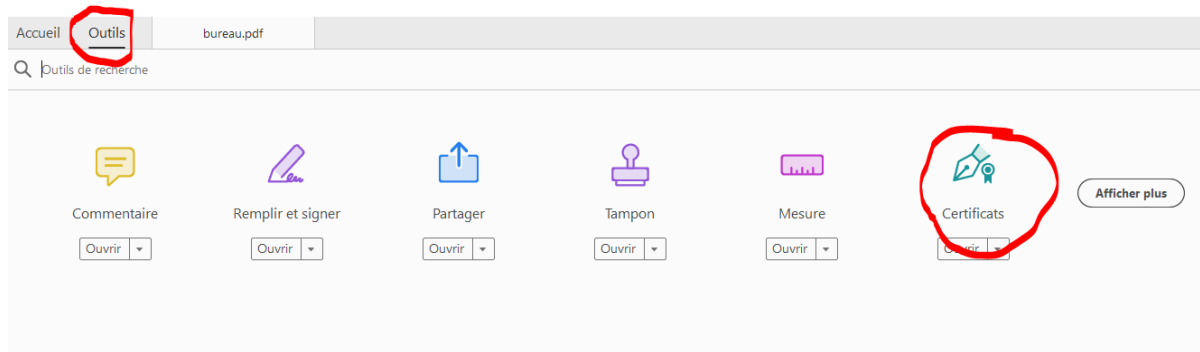 Accueil Outils bureau.pdf
Outils de recherche
Commentaire Remplir et signer Partager Tampon Mesure Certificats Afficher plus
Ouvrir Ouvrir Ouvrir Ouvrir Ouvrir Ouvrir